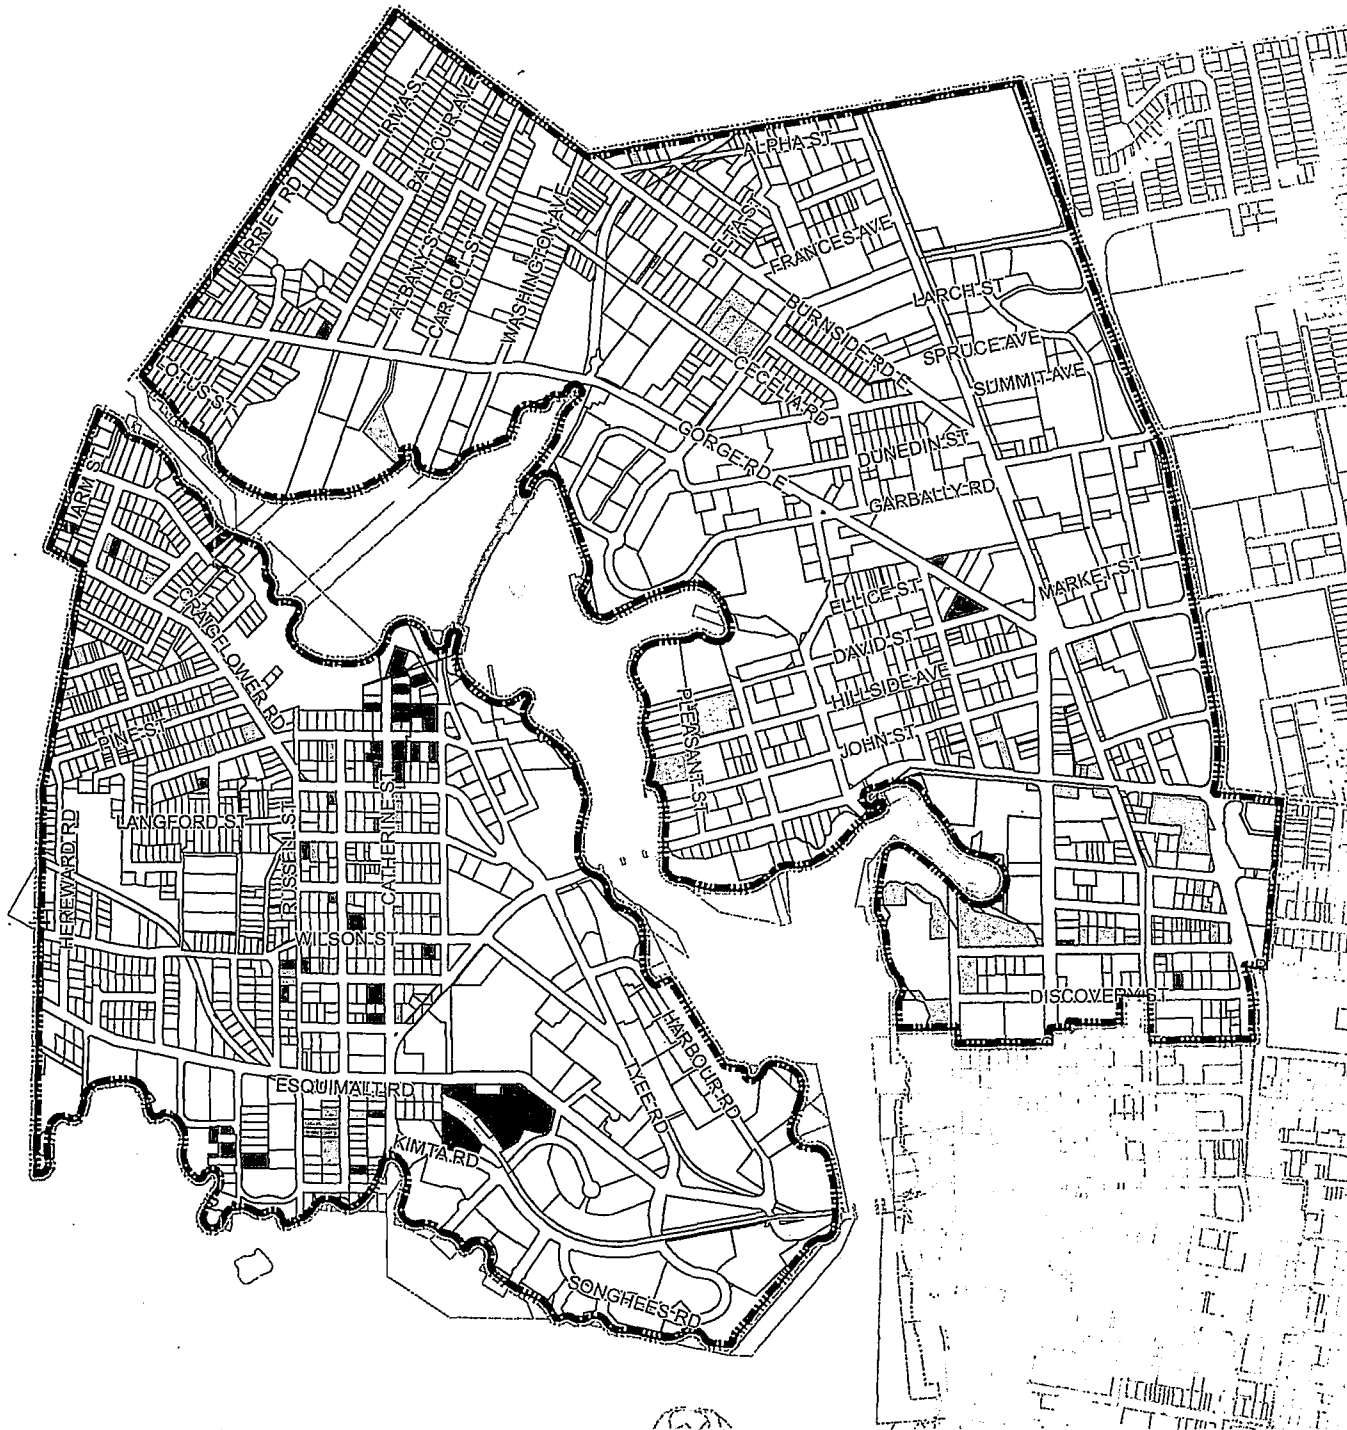 IRMA ST
BALFOUR AVE
ALPHA ST
HARRIET RD
ALBANY ST
CARROLL ST
WASHINGTON AVE
DELTA ST
FRANCES AVE
LARCH ST
BURNSIDE RD E
SPRUCE AVE
SUMMIT AVE
CECELIA RD
LOTUS ST
GORGE RD E
DUNEDIN ST
GARBALLY RD
ARM ST
MARKET ST
ELLICE ST
CRAIGFLOWER RD
DAVID ST
HILLSIDE AVE
PINE ST
PLEASANT ST
JOHN ST
LANGFORD ST
RUSSELL ST
CATHERINE ST
HEREWARD RD
WILSON ST
DISCOVERY ST
HARBOUR RD
TYEE RD
ESQUIMALT RD
KIMTA RD
SONGHEES RD